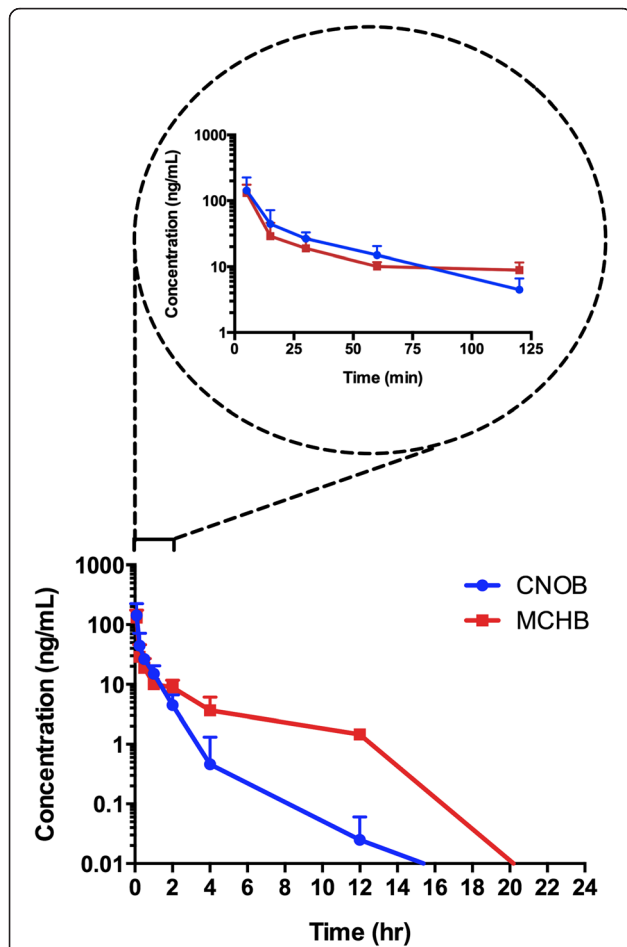 1000
100
10
1
Concentration (ng/mL)
0 25 50 75 100 125
Time (min)
1000
100
10
1
0.1
0.01
Concentration (ng/mL)
CNOB
MCHB
0 2 4 6 8 10 12 14 16 18 20 22 24
Time (hr)